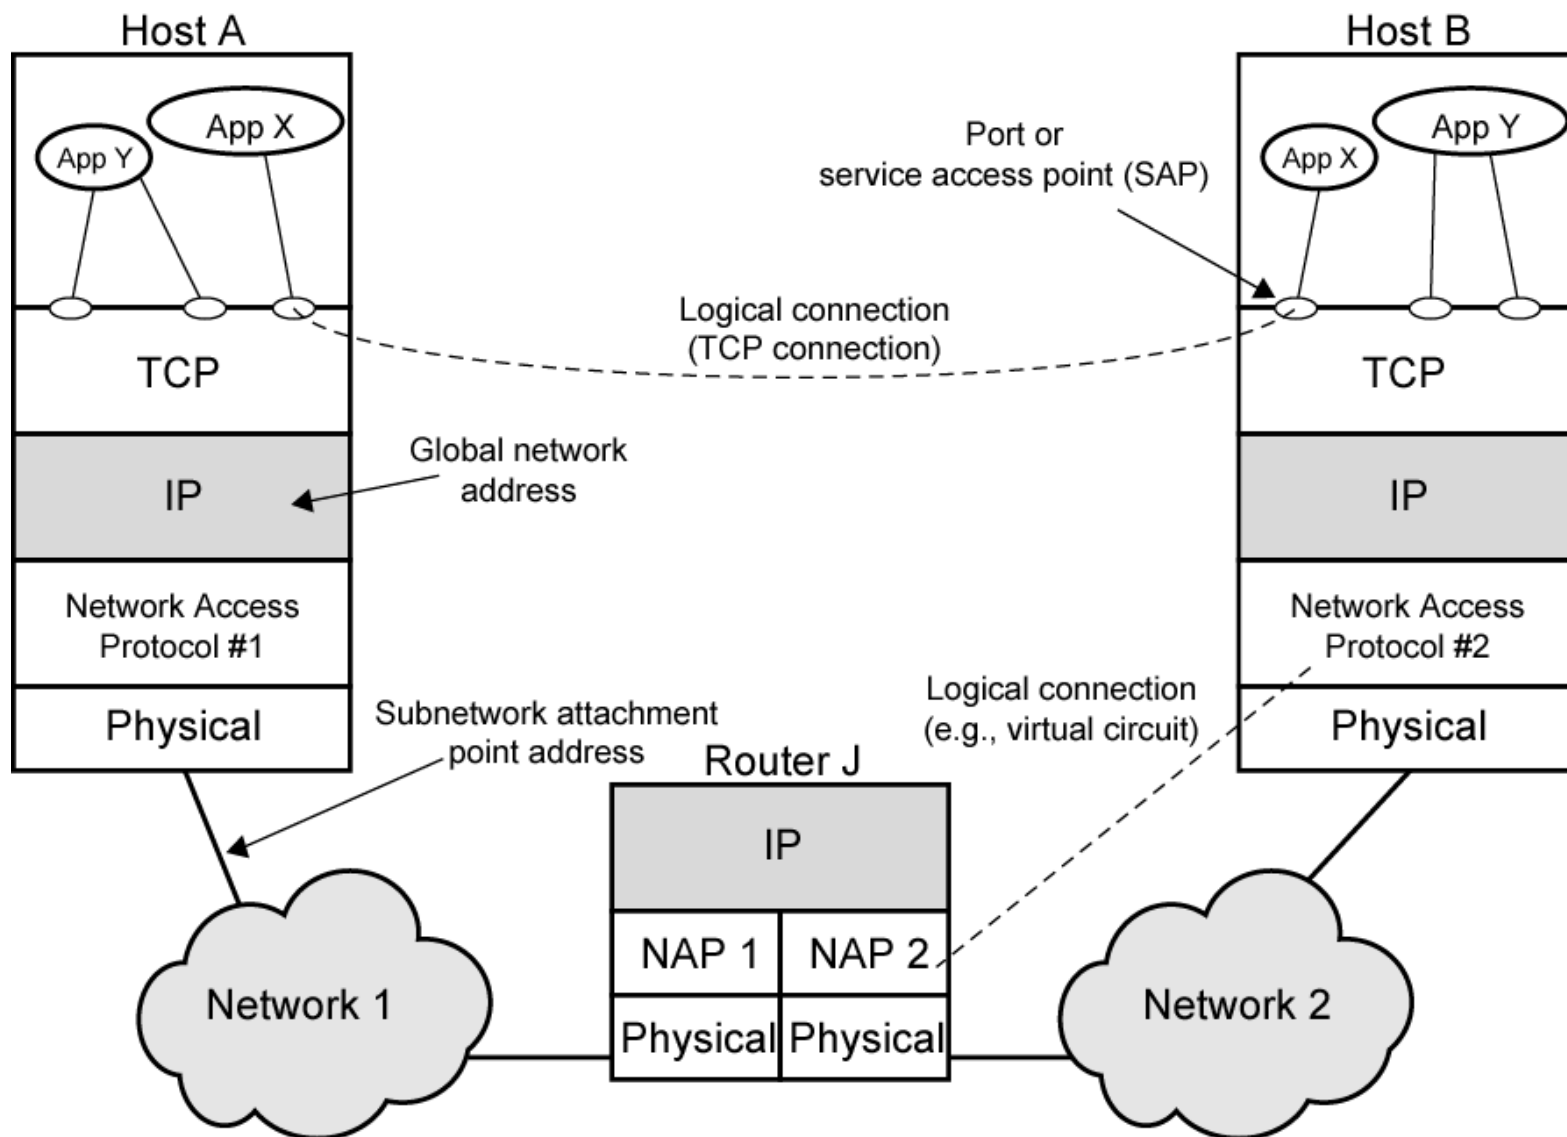 Host A
App X
App Y
TCP
IP
Network Access
Protocol #1
Physical
Host B
App Y
App X
TCP
IP
Network Access
Protocol #2
Physical
Port or
service access point (SAP)
Logical connection
(TCP connection)
Global network
address
Subnetwork attachment
point address
Logical connection
(e.g., virtual circuit)
Router J
IP
NAP 1
NAP 2
Physical
Physical
Network 1
Network 2